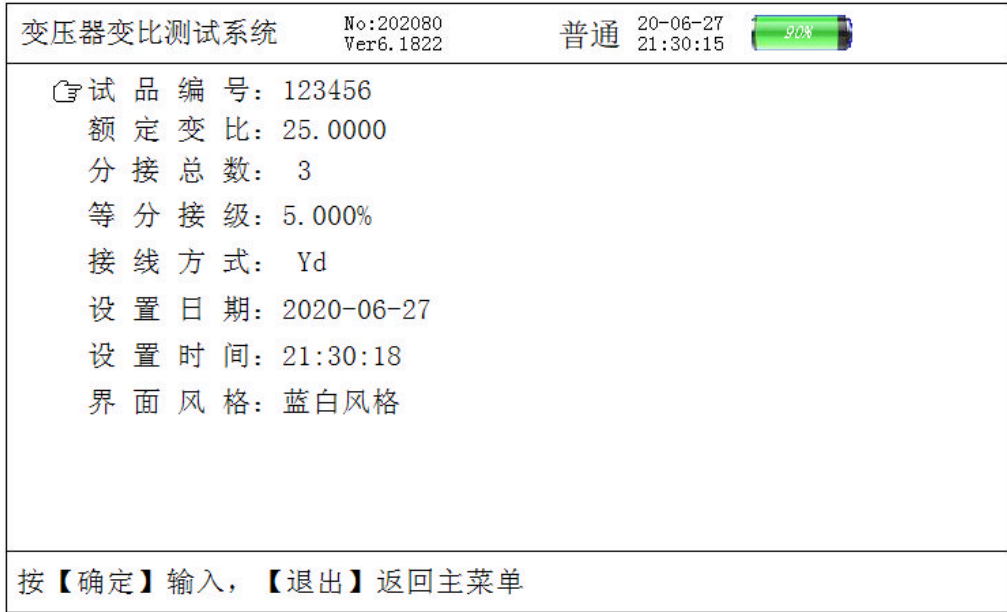 变压器变比测试系统 No:202080 普通 20-06-27 90%
Ver6.1822 21:30:15
试品编号：123456
额定变比：25.0000
分接总数： 3
等分接级：5.000%
接线方式： Yd
设置日期：2020-06-27
设置时间：21:30:18
界面风格：蓝白风格
按【确定】输入，【退出】返回主菜单